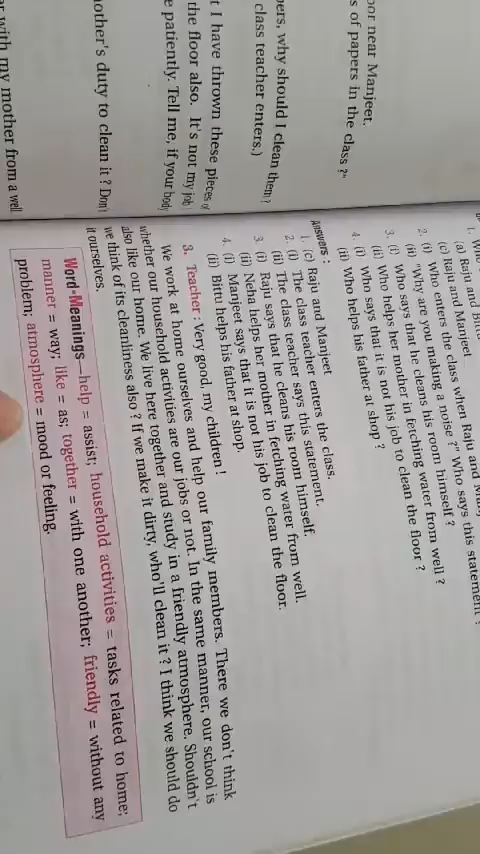 oor near Manjeet.
s of papers in the class ?"
pers, why should I clean them ?
class teacher enters.)
t I have thrown these pieces of
the floor also. It's not my job
e patiently. Tell me, if your body
other's duty to clean it ? Don't
r with my mother from a well
1. Who
(a) Raju and Bittu
(c) Raju and Manjeet
2. (i) Who enters the class when Raju and
(ii) "Why are you making a noise ?" Who says this statement ?
3. (i) Who says that he cleans his room himself ?
(ii) Who helps her mother in fetching water from well ?
4. (i) Who says that it is not his job to clean the floor ?
(ii) Who helps his father at shop ?
Answers :
1. (c) Raju and Manjeet
2. (i) The class teacher enters the class.
(ii) The class teacher says this statement.
3. (i) Raju says that he cleans his room himself.
(ii) Neha helps her mother in fetching water from well.
4. (i) Manjeet says that it is not his job to clean the floor.
(ii) Bittu helps his father at shop.
3. Teacher : Very good, my children !
We work at home ourselves and help our family members. There we don't think
whether our household activities are our jobs or not. In the same manner, our school is
also like our home. We live here together and study in a friendly atmosphere. Shouldn't
we think of its cleanliness also ? If we make it dirty, who'll clean it ? I think we should do
it ourselves.
Word-Meanings—help = assist; household activities = tasks related to home;
manner = way; like = as; together = with one another; friendly = without any
problem; atmosphere = mood or feeling.